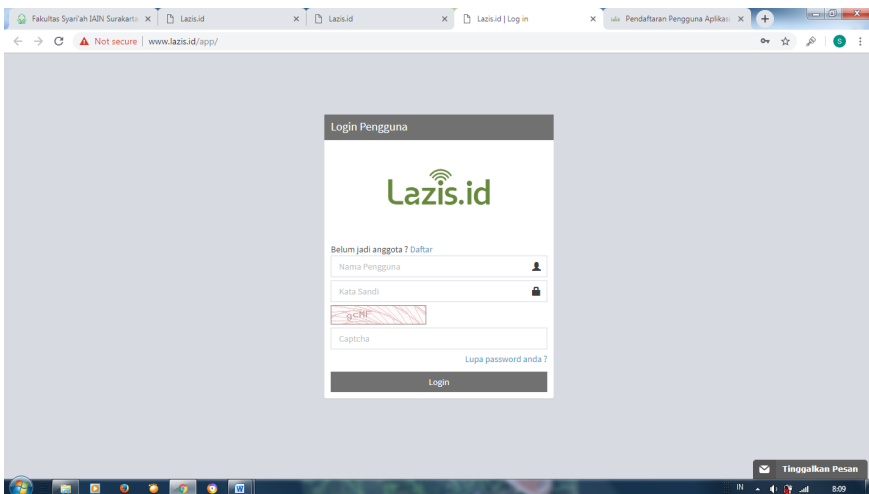 Fakultas Syari'ah IAIN Surakarta
Lazis.id
Lazis.id
Lazis.id | Log in
Pendaftaran Pengguna Aplikasi
Not secure | www.lazis.id/app/
S
Login Pengguna
Lazis.id
Belum jadi anggota ? Daftar
Nama Pengguna
Kata Sandi
gcMF
Captcha
Lupa password anda ?
Login
Tinggalkan Pesan
IN
8:09